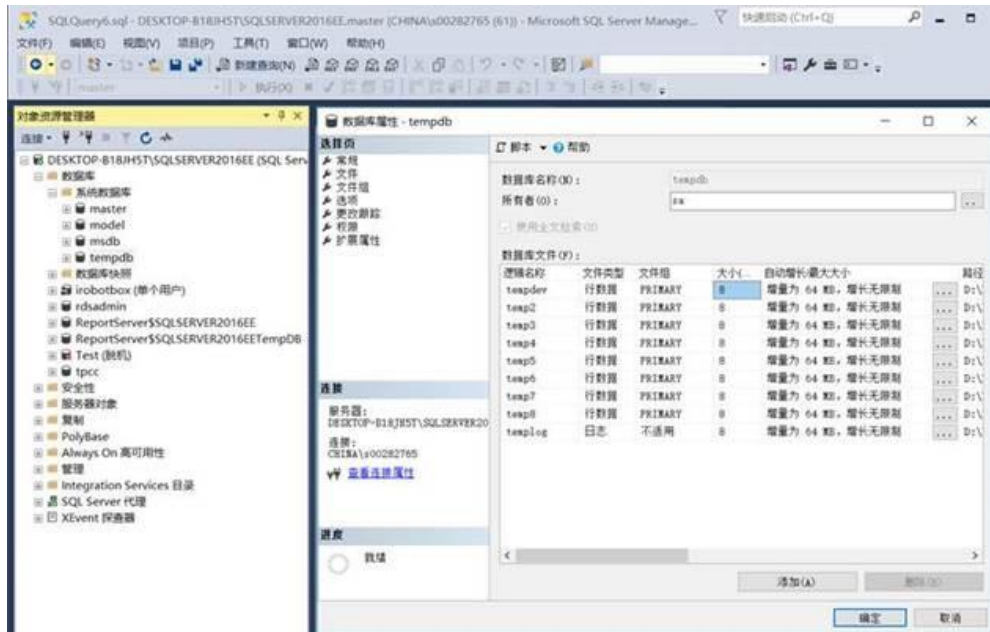 SQLQuery6.sql - DESKTOP-B18JH5T\SQLSERVER2016EE.master (CHINA\s00282765 (61)) - Microsoft SQL Server Manage...
快速启动 (Ctrl+Q)
文件(F) 编辑(E) 视图(V) 项目(P) 工具(T) 窗口(W) 帮助(H)
新建查询(N)
master
执行(X)
对象资源管理器
连接
DESKTOP-B18JH5T\SQLSERVER2016EE (SQL Serv
数据库
系统数据库
master
model
msdb
tempdb
数据库快照
irobotbox (单个用户)
rdsadmin
ReportServer$SQLSERVER2016EE
ReportServer$SQLSERVER2016EETempDB
Test (脱机)
tpcc
安全性
服务器对象
复制
PolyBase
Always On 高可用性
管理
Integration Services 目录
SQL Server 代理
XEvent 探查器
数据库属性 - tempdb
选择页
常规
文件
文件组
选项
更改跟踪
权限
扩展属性
连接
服务器:
DESKTOP-B18JH5T\SQLSERVER20
连接:
CHINA\s00282765
查看连接属性
进度
就绪
脚本 帮助
数据库名称(N): tempdb
所有者(O): sa
使用全文检索(U)
数据库文件(F):
逻辑名称 文件类型 文件组 大小(... 自动增长/最大大小 路径
tempdev 行数据 PRIMARY 8 增量为 64 MB，增长无限制 ... D:\
temp2 行数据 PRIMARY 8 增量为 64 MB，增长无限制 ... D:\
temp3 行数据 PRIMARY 8 增量为 64 MB，增长无限制 ... D:\
temp4 行数据 PRIMARY 8 增量为 64 MB，增长无限制 ... D:\
temp5 行数据 PRIMARY 8 增量为 64 MB，增长无限制 ... D:\
temp6 行数据 PRIMARY 8 增量为 64 MB，增长无限制 ... D:\
temp7 行数据 PRIMARY 8 增量为 64 MB，增长无限制 ... D:\
temp8 行数据 PRIMARY 8 增量为 64 MB，增长无限制 ... D:\
templog 日志 不适用 8 增量为 64 MB，增长无限制 ... D:\
添加(A) 删除(R)
确定 取消